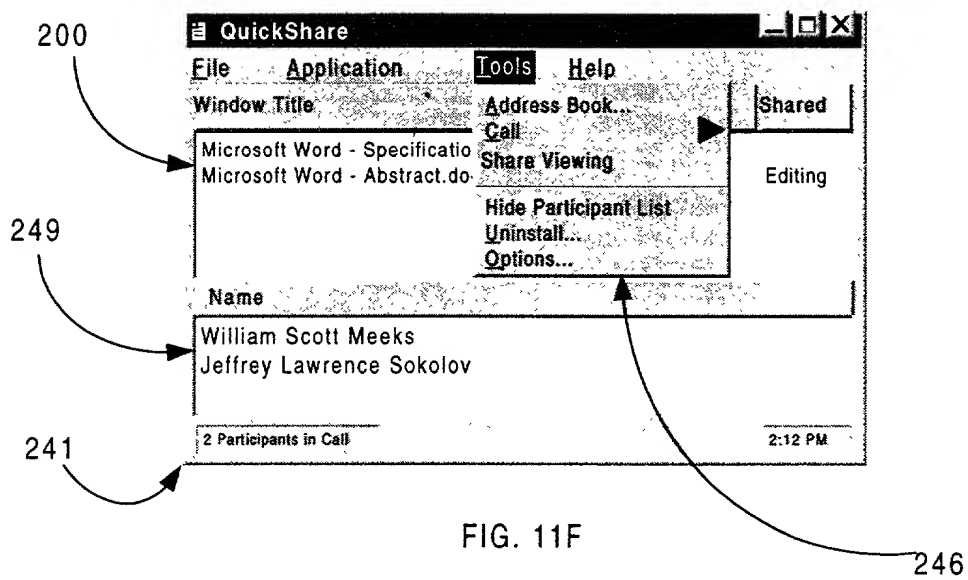 200
QuickShare
File Application Tools Help
Window Title Shared
Address Book...
Call
Share Viewing
Hide Participant List
Uninstall...
Options...
Microsoft Word - Specificatio
Microsoft Word - Abstract.do
Editing
249
Name
William Scott Meeks
Jeffrey Lawrence Sokolov
241
2 Participants in Call
2:12 PM
FIG. 11F
246